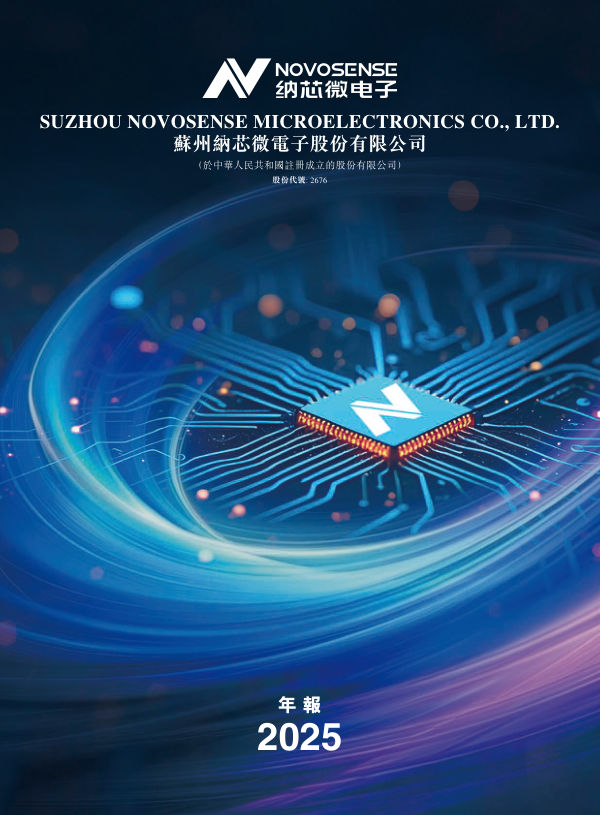 NOVOSENSE
纳芯微电子
SUZHOU NOVOSENSE MICROELECTRONICS CO., LTD.
蘇州納芯微電子股份有限公司
(於中華人民共和國註冊成立的股份有限公司)
股份代號: 2676
年報
2025